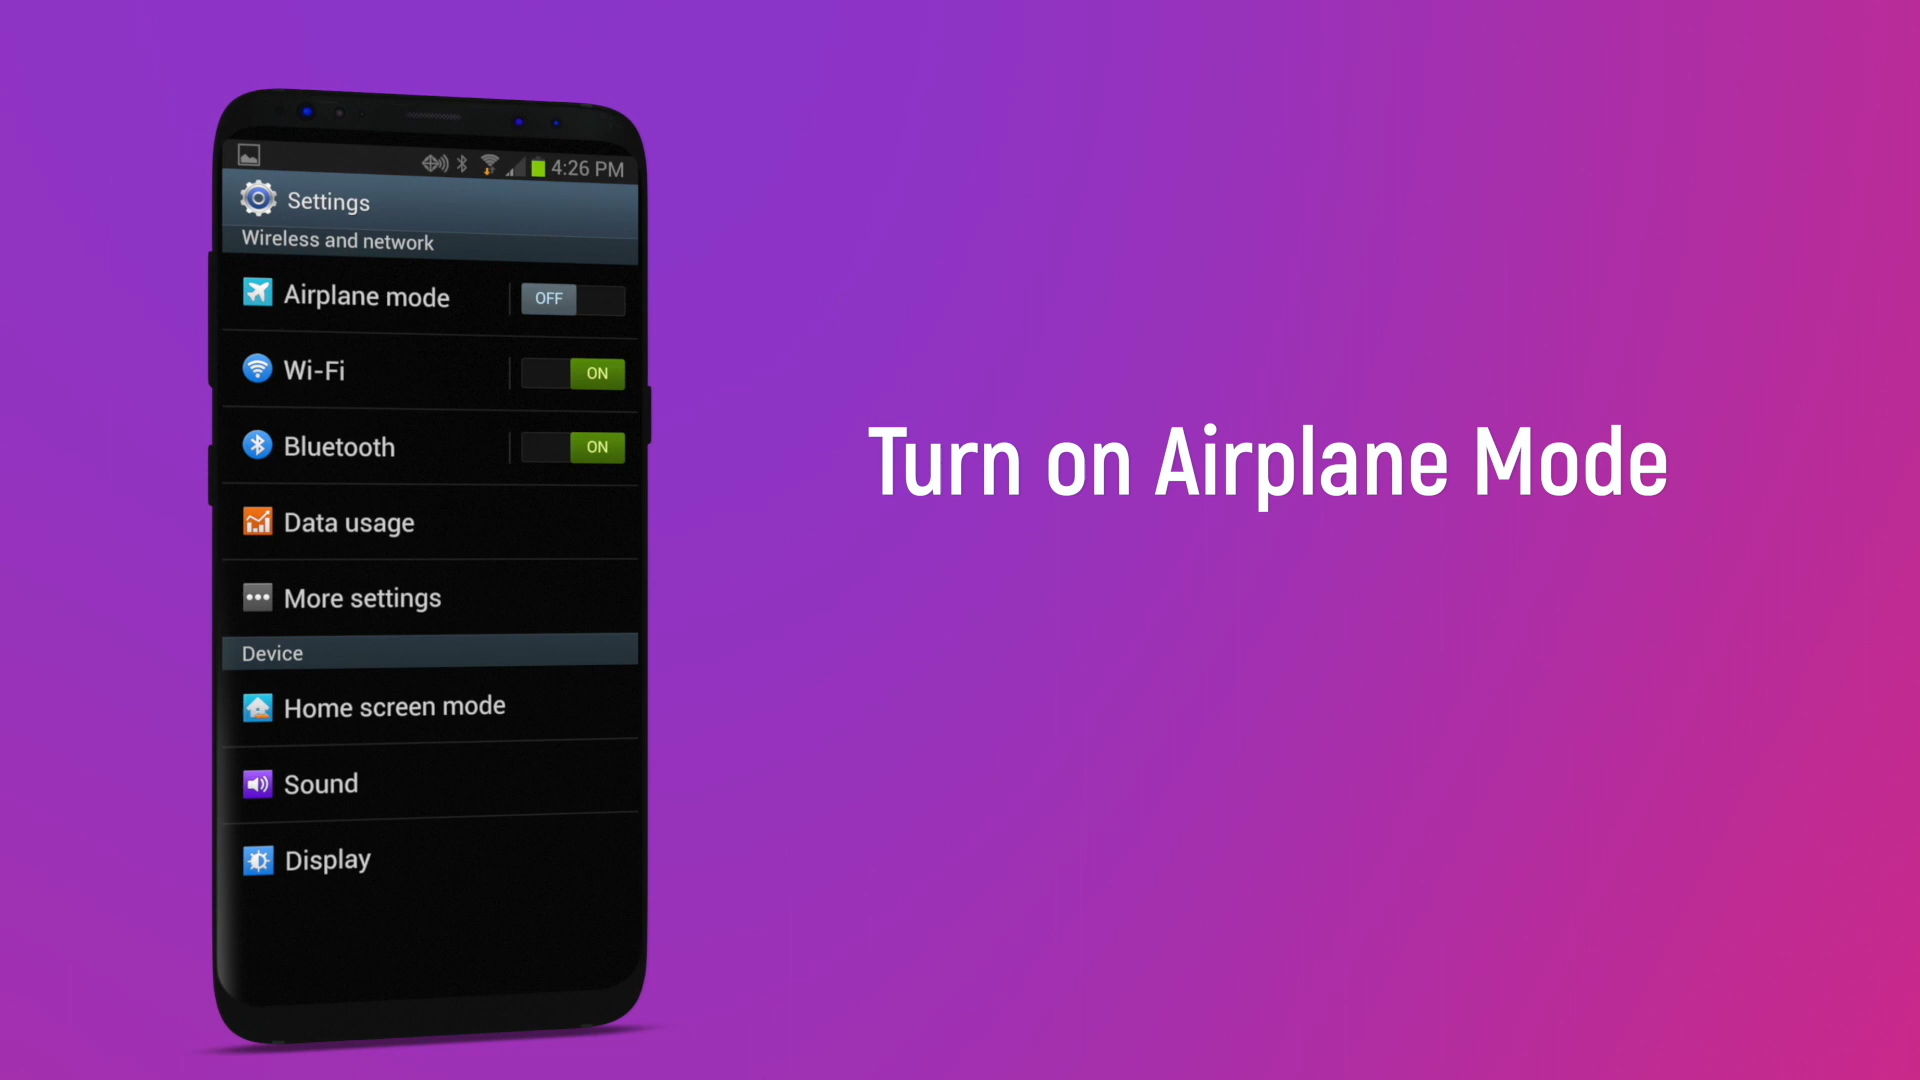 4:26 PM
Settings
Wireless and network
Airplane mode
OFF
Wi-Fi
ON
Bluetooth
ON
Data usage
More settings
Device
Home screen mode
Sound
Display
Turn on Airplane Mode